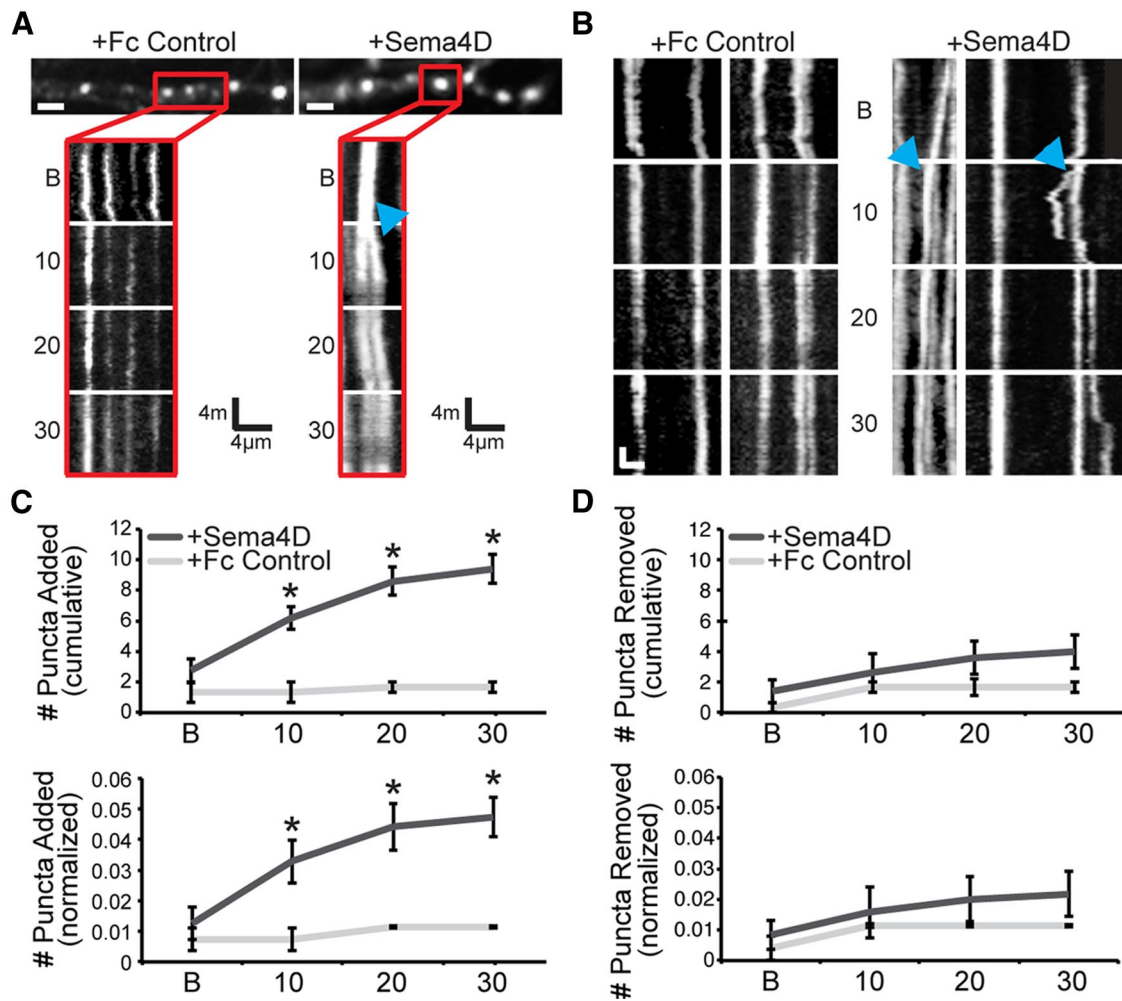 A
+Fc Control
+Sema4D
B
10
20
30
4m
4µm
4m
4µm
B
+Fc Control
+Sema4D
B
10
20
30
C
# Puncta Added
(cumulative)
12
10
8
6
4
2
0
+Sema4D
+Fc Control
*
*
*
B 10 20 30
# Puncta Added
(normalized)
0.06
0.05
0.04
0.03
0.02
0.01
0
*
*
*
B 10 20 30
D
# Puncta Removed
(cumulative)
12
10
8
6
4
2
0
+Sema4D
+Fc Control
B 10 20 30
# Puncta Removed
(normalized)
0.06
0.05
0.04
0.03
0.02
0.01
0
B 10 20 30